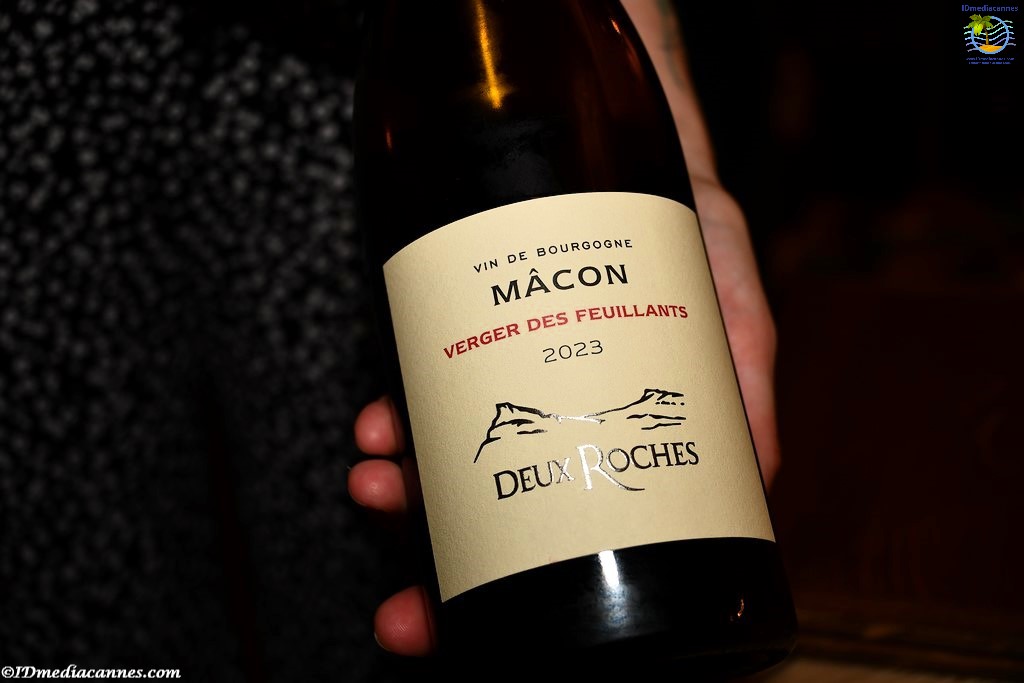 IDmediacannes
VIN DE BOURGOGNE
MÂCON
VERGER DES FEUILLANTS
2023
DEUX ROCHES
©IDmediacannes.com